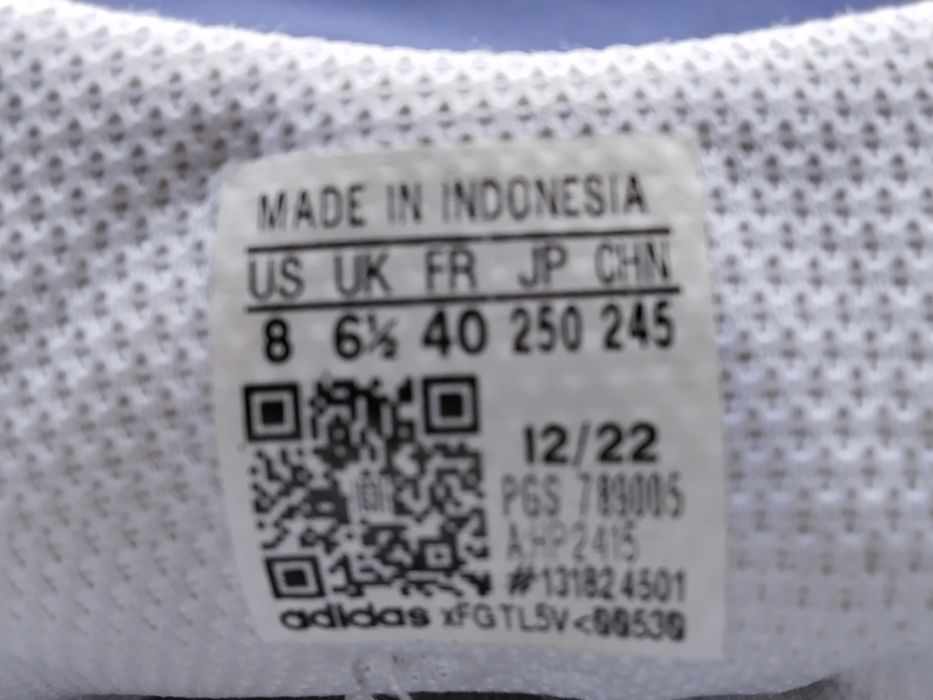 MADE IN INDONESIA
US UK FR JP CHN
8 6½ 40 250 245
12/22
PGS 789005
AHP2415
#131824501
adidas xFGTL5V<00530